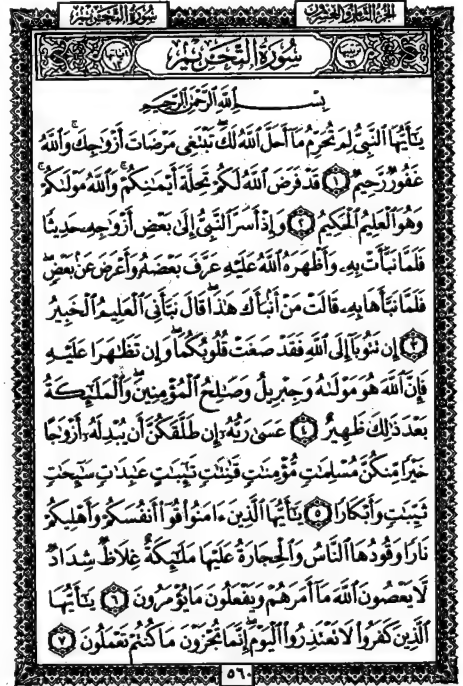 الجزء الثامن والعشرون
سورة التحريم
سورة التحريم
آياتها ١٢
بسم الله الرحمن الرحيم
يَٰٓأَيُّهَا ٱلنَّبِىُّ لِمَ تُحَرِّمُ مَآ أَحَلَّ ٱللَّهُ لَكَ ۖ تَبْتَغِى مَرْضَاتَ أَزْوَٰجِكَ ۚ وَٱللَّهُ
غَفُورٌ رَّحِيمٌ ١ قَدْ فَرَضَ ٱللَّهُ لَكُمْ تَحِلَّةَ أَيْمَٰنِكُمْ ۚ وَٱللَّهُ مَوْلَىٰكُمْ ۖ
وَهُوَ ٱلْعَلِيمُ ٱلْحَكِيمُ ٢ وَإِذْ أَسَرَّ ٱلنَّبِىُّ إِلَىٰ بَعْضِ أَزْوَٰجِهِۦ حَدِيثًا
فَلَمَّا نَبَّأَتْ بِهِۦ وَأَظْهَرَهُ ٱللَّهُ عَلَيْهِ عَرَّفَ بَعْضَهُۥ وَأَعْرَضَ عَنۢ بَعْضٍ ۖ
فَلَمَّا نَبَّأَهَا بِهِۦ قَالَتْ مَنْ أَنۢبَأَكَ هَٰذَا ۖ قَالَ نَبَّأَنِىَ ٱلْعَلِيمُ ٱلْخَبِيرُ
٣ إِن تَتُوبَآ إِلَى ٱللَّهِ فَقَدْ صَغَتْ قُلُوبُكُمَا ۖ وَإِن تَظَٰهَرَا عَلَيْهِ
فَإِنَّ ٱللَّهَ هُوَ مَوْلَىٰهُ وَجِبْرِيلُ وَصَٰلِحُ ٱلْمُؤْمِنِينَ ۖ وَٱلْمَلَٰٓئِكَةُ
بَعْدَ ذَٰلِكَ ظَهِيرٌ ٤ عَسَىٰ رَبُّهُۥٓ إِن طَلَّقَكُنَّ أَن يُبْدِلَهُۥٓ أَزْوَٰجًا
خَيْرًا مِّنكُنَّ مُسْلِمَٰتٍ مُّؤْمِنَٰتٍ قَٰنِتَٰتٍ تَٰٓئِبَٰتٍ عَٰبِدَٰتٍ سَٰٓئِحَٰتٍ
ثَيِّبَٰتٍ وَأَبْكَارًا ٥ يَٰٓأَيُّهَا ٱلَّذِينَ ءَامَنُوا۟ قُوٓا۟ أَنفُسَكُمْ وَأَهْلِيكُمْ
نَارًا وَقُودُهَا ٱلنَّاسُ وَٱلْحِجَارَةُ عَلَيْهَا مَلَٰٓئِكَةٌ غِلَاظٌ شِدَادٌ
لَّا يَعْصُونَ ٱللَّهَ مَآ أَمَرَهُمْ وَيَفْعَلُونَ مَا يُؤْمَرُونَ ٦ يَٰٓأَيُّهَا
ٱلَّذِينَ كَفَرُوا۟ لَا تَعْتَذِرُوا۟ ٱلْيَوْمَ ۖ إِنَّمَا تُجْزَوْنَ مَا كُنتُمْ تَعْمَلُونَ ٧
٥٦٠